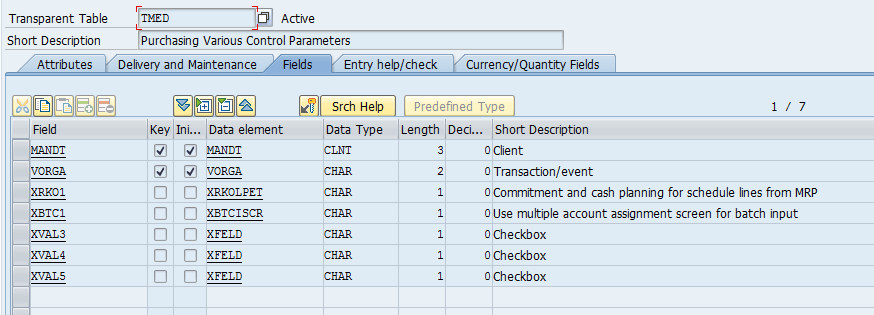 Transparent Table TMED Active
Short Description Purchasing Various Control Parameters
Attributes Delivery and Maintenance Fields Entry help/check Currency/Quantity Fields
Srch Help Predefined Type 1 / 7
Field Key Ini... Data element Data Type Length Deci... Short Description
MANDT MANDT CLNT 3 0 Client
VORGA VORGA CHAR 2 0 Transaction/event
XRKO1 XRKOLPET CHAR 1 0 Commitment and cash planning for schedule lines from MRP
XBTC1 XBTCISCR CHAR 1 0 Use multiple account assignment screen for batch input
XVAL3 XFELD CHAR 1 0 Checkbox
XVAL4 XFELD CHAR 1 0 Checkbox
XVAL5 XFELD CHAR 1 0 Checkbox